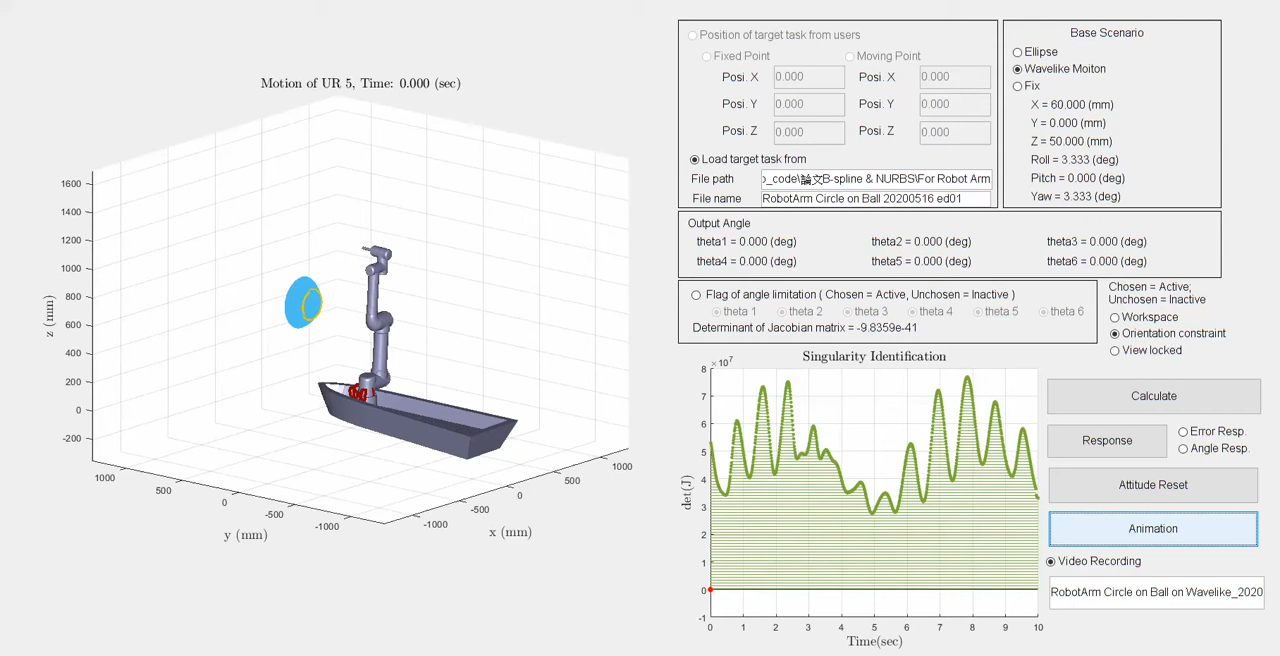 Motion of UR 5, Time: 0.000 (sec)
1600
1400
1200
1000
800
600
400
200
0
-200
z (mm)
1000
500
0
-500
-1000
y (mm)
-1000
-500
0
500
1000
x (mm)
Position of target task from users
Fixed Point
Moving Point
Posi. X 0.000 Posi. X 0.000
Posi. Y 0.000 Posi. Y 0.000
Posi. Z 0.000 Posi. Z 0.000
Load target task from
File path _code\論文B-spline & NURBS\For Robot Arm
File name RobotArm Circle on Ball 20200516 ed01
Base Scenario
Ellipse
Wavelike Moiton
Fix
X = 60.000 (mm)
Y = 0.000 (mm)
Z = 50.000 (mm)
Roll = 3.333 (deg)
Pitch = 0.000 (deg)
Yaw = 3.333 (deg)
Output Angle
theta1 = 0.000 (deg) theta2 = 0.000 (deg) theta3 = 0.000 (deg)
theta4 = 0.000 (deg) theta5 = 0.000 (deg) theta6 = 0.000 (deg)
Flag of angle limitation ( Chosen = Active, Unchosen = Inactive )
theta 1 theta 2 theta 3 theta 4 theta 5 theta 6
Determinant of Jacobian matrix = -9.8359e-41
Chosen = Active;
Unchosen = Inactive
Workspace
Orientation constraint
View locked
Singularity Identification
×10⁷
8
7
6
5
4
3
2
1
0
-1
det(J)
0 1 2 3 4 5 6 7 8 9 10
Time(sec)
Calculate
Response
Error Resp.
Angle Resp.
Attitude Reset
Animation
Video Recording
RobotArm Circle on Ball on Wavelike_2020